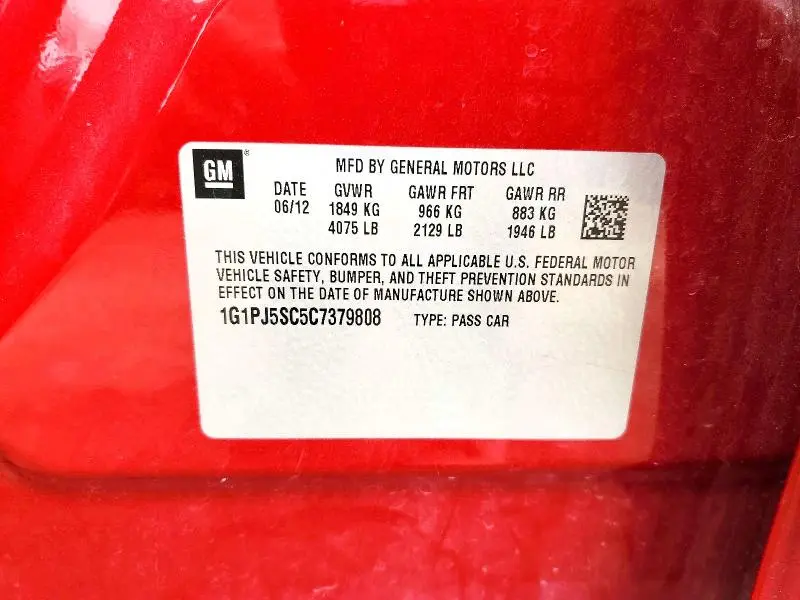 GM®
MFD BY GENERAL MOTORS LLC
DATE GVWR GAWR FRT GAWR RR
06/12 1849 KG 966 KG 883 KG
4075 LB 2129 LB 1946 LB
THIS VEHICLE CONFORMS TO ALL APPLICABLE U.S. FEDERAL MOTOR
VEHICLE SAFETY, BUMPER, AND THEFT PREVENTION STANDARDS IN
EFFECT ON THE DATE OF MANUFACTURE SHOWN ABOVE.
1G1PJ5SC5C7379808 TYPE: PASS CAR